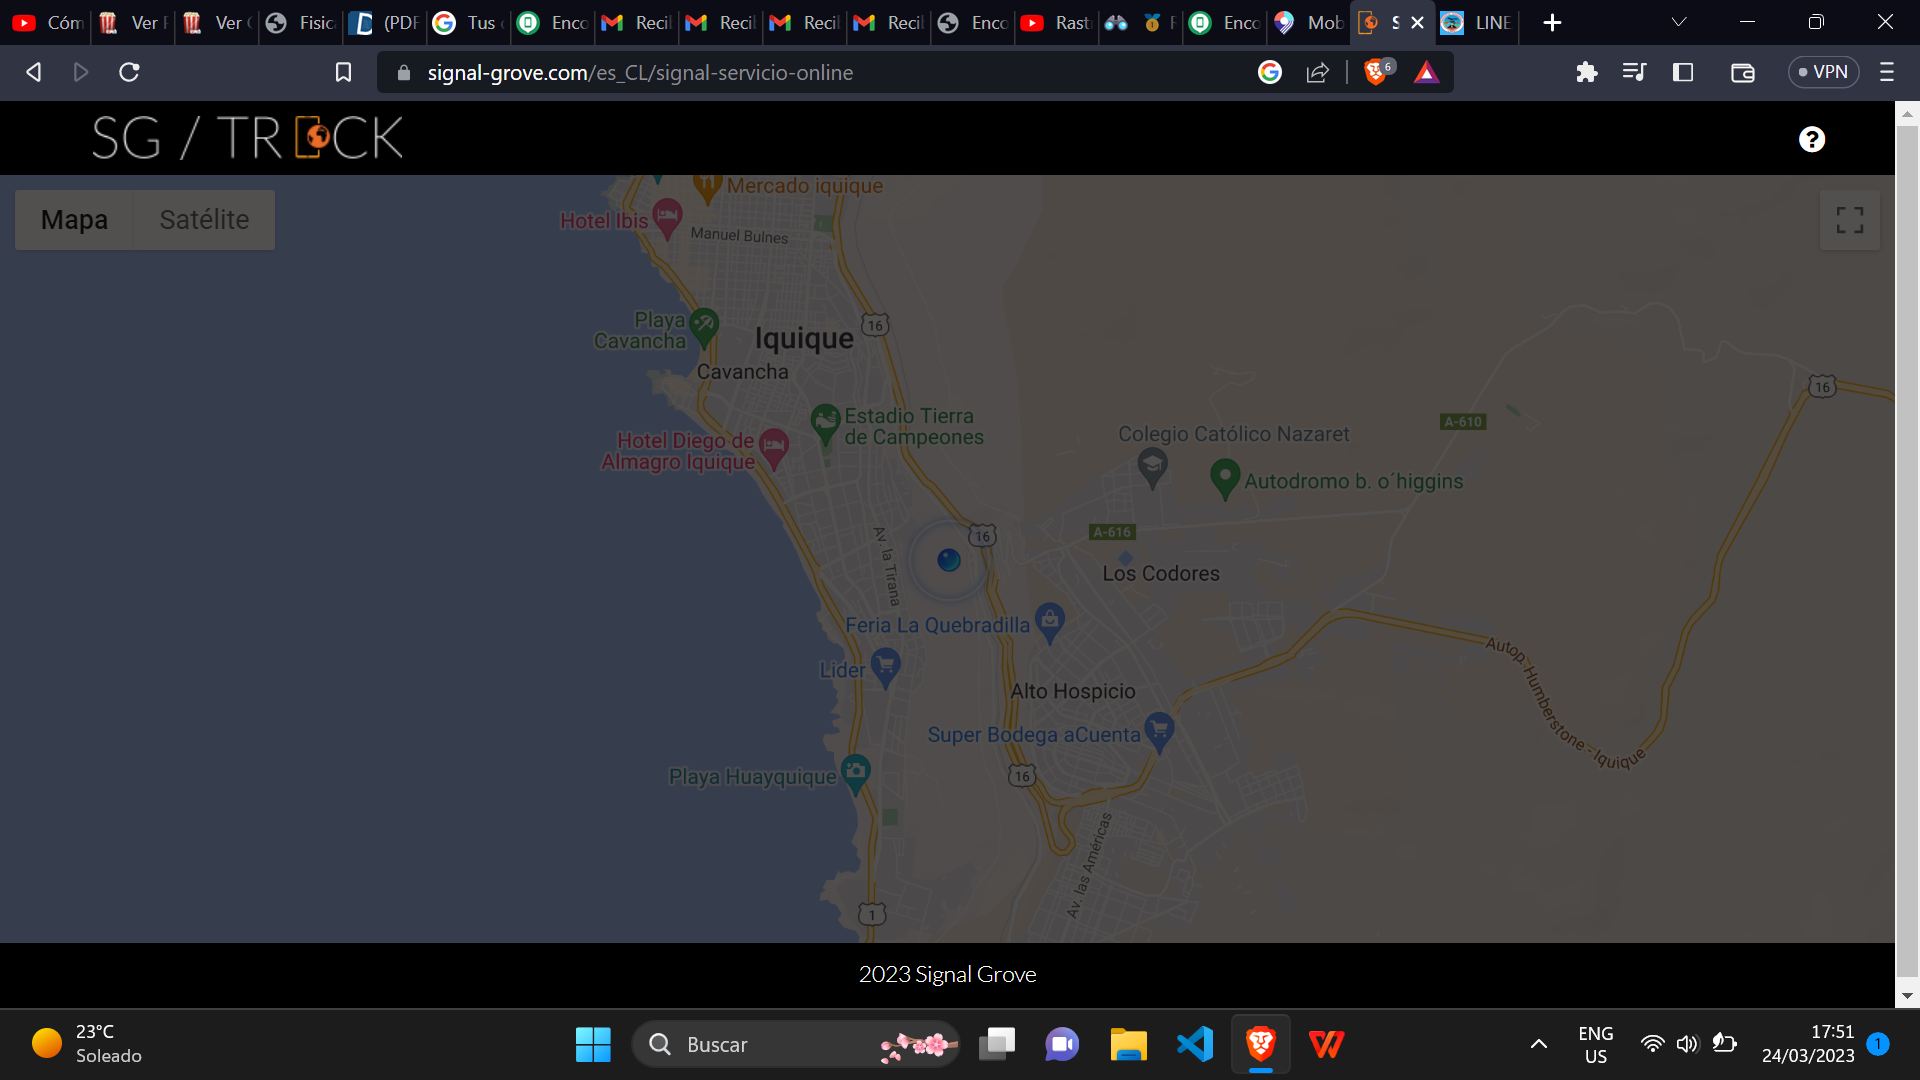 Cóm
Ver F
Ver G
Fisic
(PDF
Tus
Enco
Recil
Recil
Recil
Recil
Enco
Rast
Enco
Mob
S
LINE
signal-grove.com/es_CL/signal-servicio-online
6
VPN
SG / TR CK
Mapa
Satélite
Mercado iquique
Hotel Ibis
Manuel Bulnes
Playa
Cavancha
Iquique
16
Cavancha
16
Estadio Tierra
de Campeones
A-610
Colegio Católico Nazaret
Hotel Diego de
Almagro Iquique
Autodromo b. o´higgins
Av. la Tirana
16
A-616
Los Codores
Feria La Quebradilla
Autop. Humberstone - Iquique
Lider
Alto Hospicio
Super Bodega aCuenta
Playa Huayquique
16
Av. las Américas
1
2023 Signal Grove
23°C
Soleado
Buscar
ENG
US
17:51
24/03/2023
1